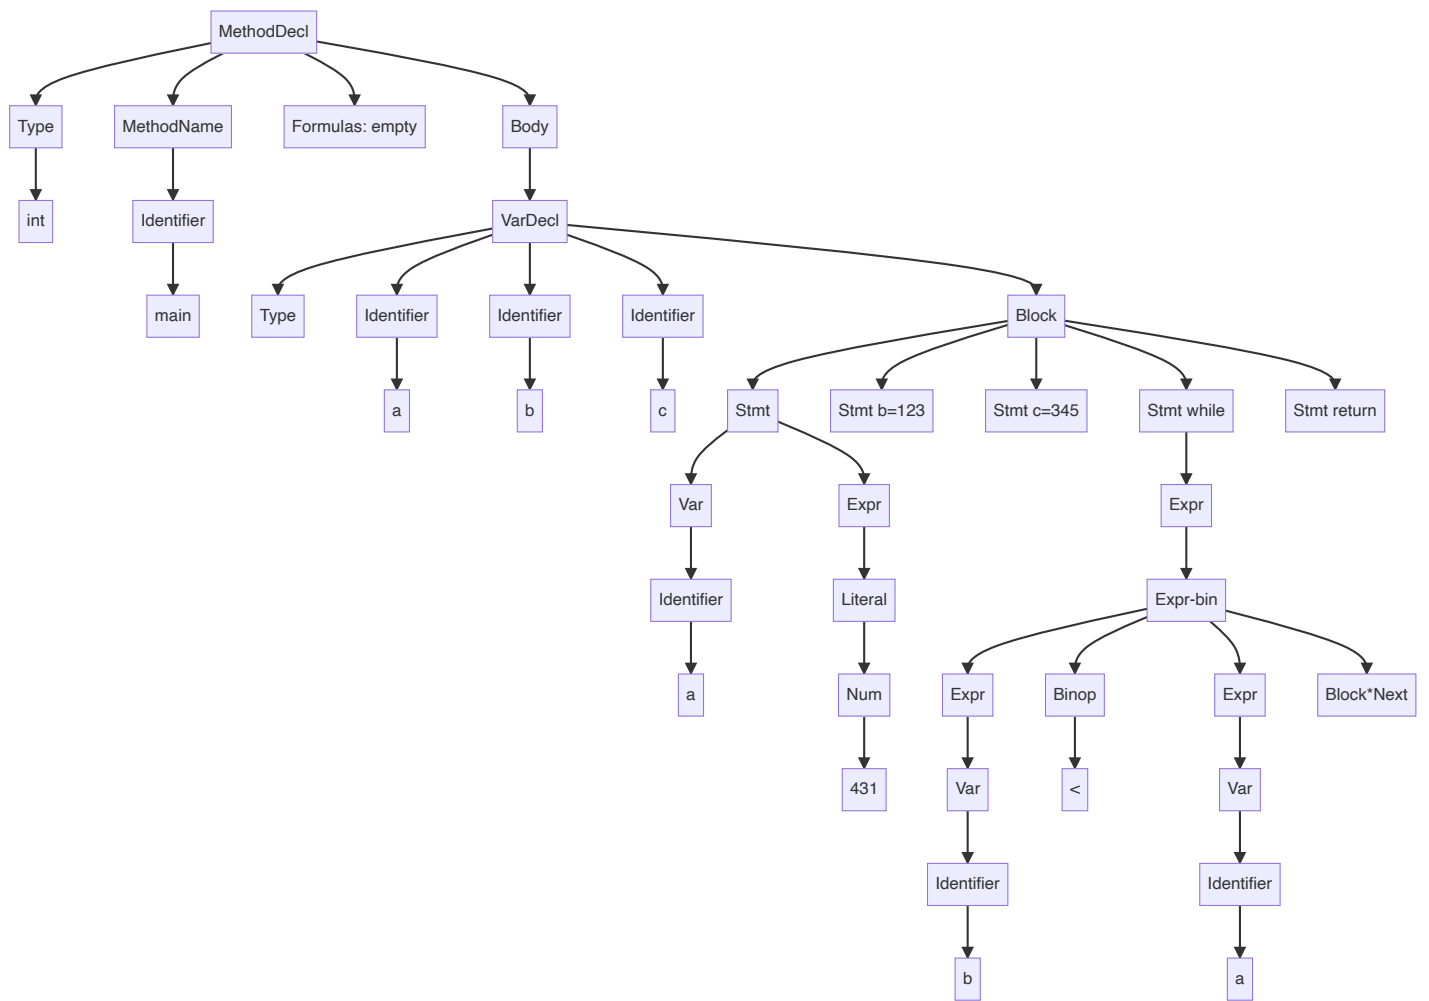 MethodDecl
Type
MethodName
Formulas: empty
Body
int
Identifier
VarDecl
main
Type
Identifier
Identifier
Identifier
Block
a
b
c
Stmt
Stmt b=123
Stmt c=345
Stmt while
Stmt return
Var
Expr
Expr
Identifier
Literal
Expr-bin
a
Num
Expr
Binop
Expr
Block*Next
431
Var
<
Var
Identifier
Identifier
b
a